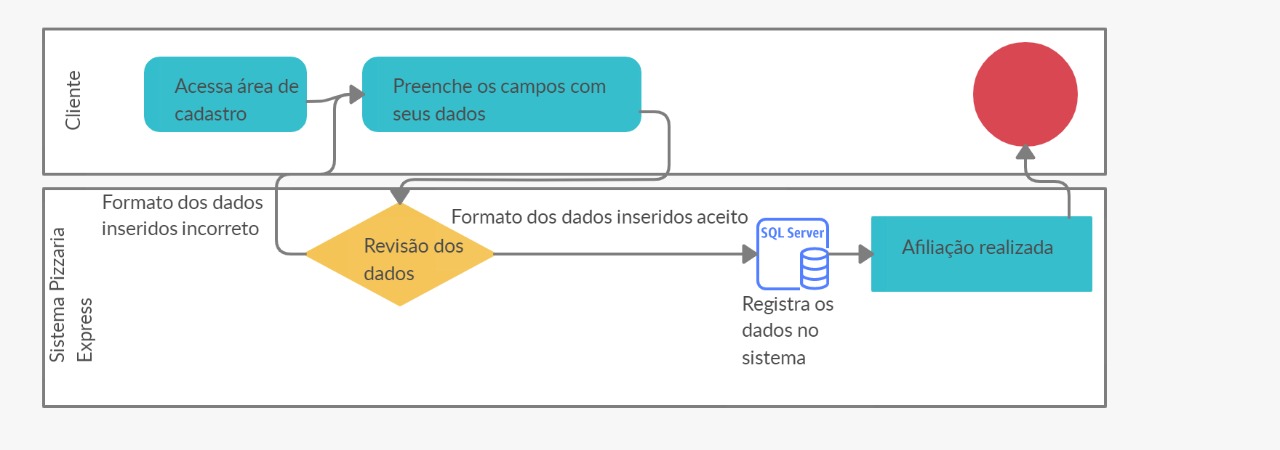 Cliente
Acessa área de
cadastro
Preenche os campos com
seus dados
Sistema Pizzaria
Express
Formato dos dados
inseridos incorreto
Revisão dos
dados
Formato dos dados inseridos aceito
SQL Server
Registra os
dados no
sistema
Afiliação realizada